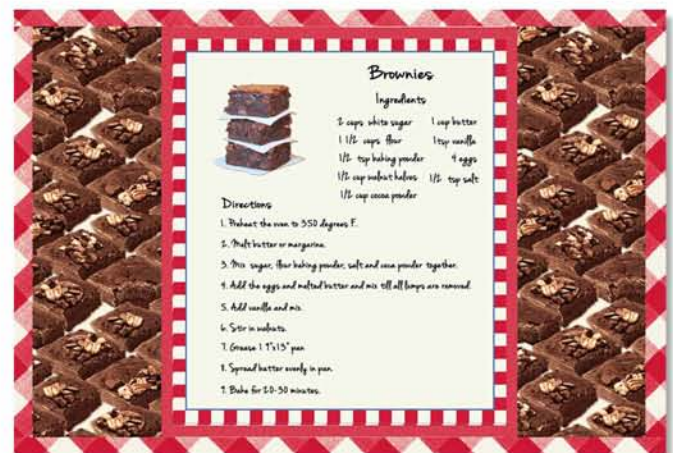 Brownies
Ingredients
2 cups white sugar 1 cup butter
1 1/2 cups flour 1tsp vanilla
1/2 tsp baking powder 4 eggs
1/2 cup walnut halves 1/2 tsp salt
1/2 cup cocoa powder
Directions
1. Preheat the oven to 350 degrees F.
2. Melt butter or margarine.
3. Mix sugar, flour baking powder, salt and cocoa powder together.
4. Add the eggs and melted butter and mix till all lumps are removed.
5. Add vanilla and mix.
6. Stir in walnuts.
7. Grease 1 9"x13" pan
8. Spread batter evenly in pan.
9. Bake for 20-30 minutes.